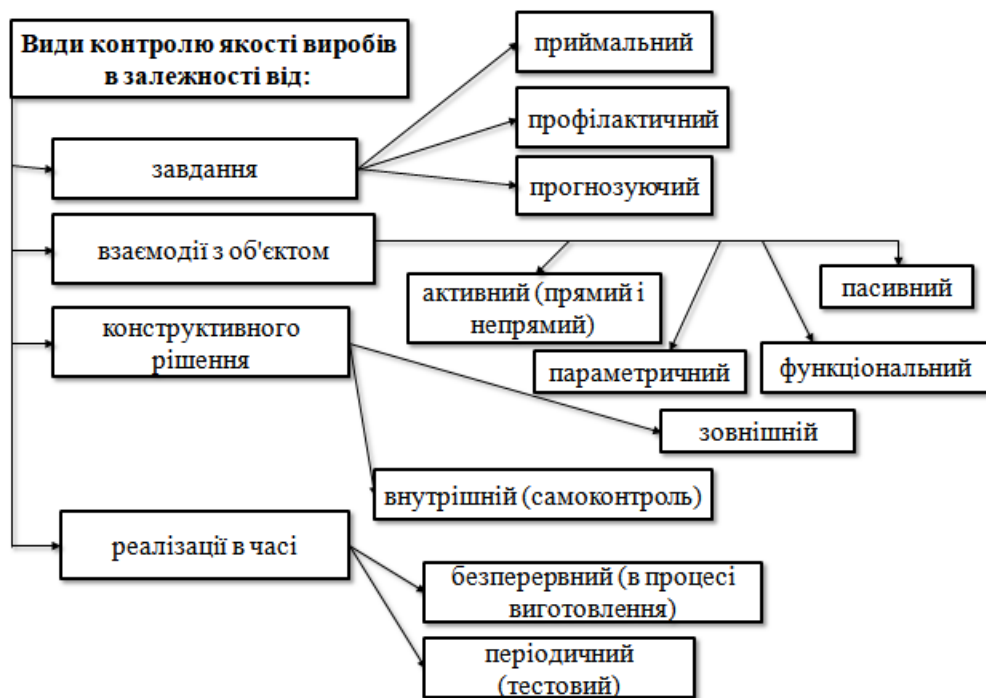 Види контролю якості виробів
в залежності від:
завдання
приймальний
профілактичний
прогнозуючий
взаємодії з об'єктом
активний (прямий і
непрямий)
параметричний
функціональний
пасивний
конструктивного
рішення
зовнішній
внутрішній (самоконтроль)
реалізації в часі
безперервний (в процесі
виготовлення)
періодичний
(тестовий)